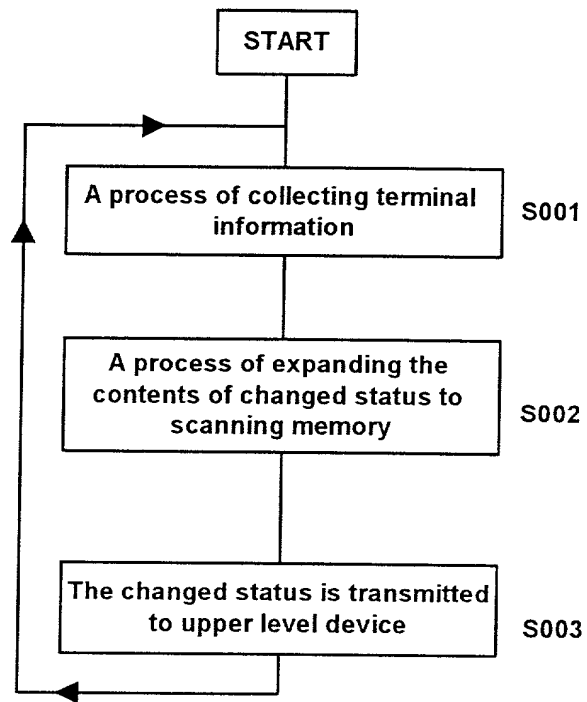 START
A process of collecting terminal
information
S001
A process of expanding the
contents of changed status to
scanning memory
S002
The changed status is transmitted
to upper level device
S003